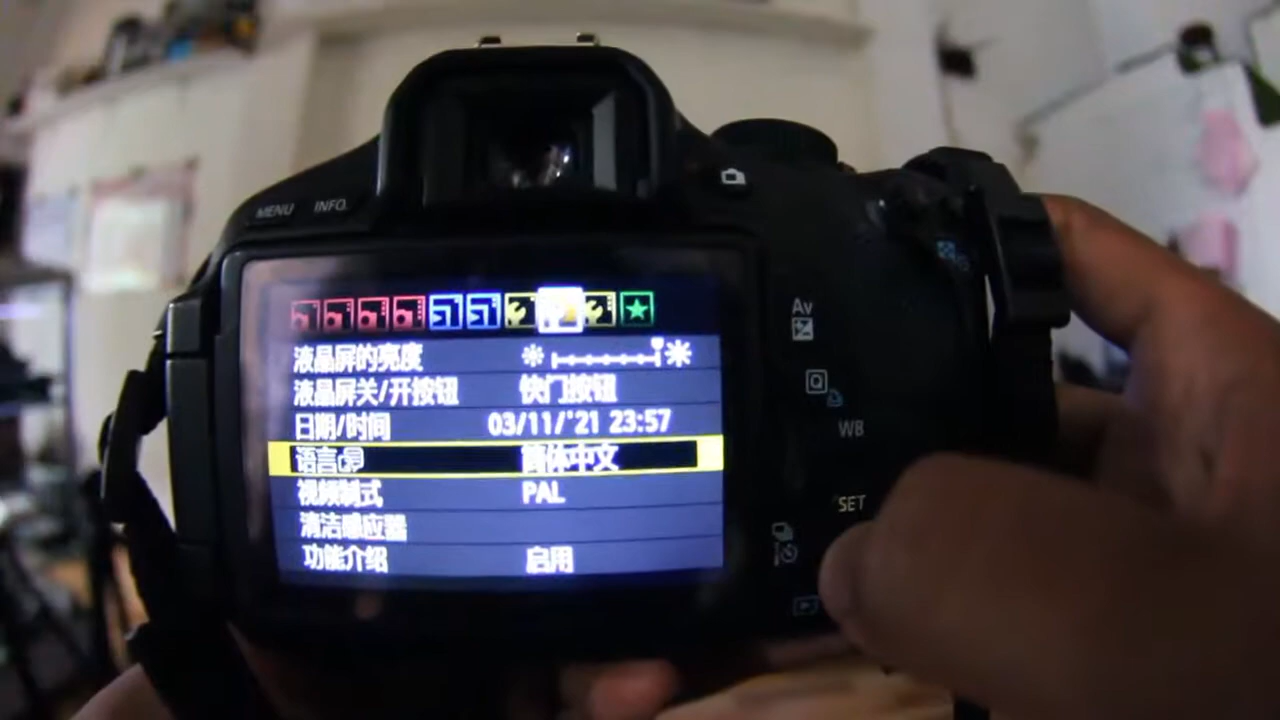 MENU INFO.
液晶屏的亮度
液晶屏关/开按钮 快门按钮
日期/时间 03/11/'21 23:57
语言 简体中文
视频制式 PAL
清洁感应器
功能介绍 启用
Av
Q
WB
SET